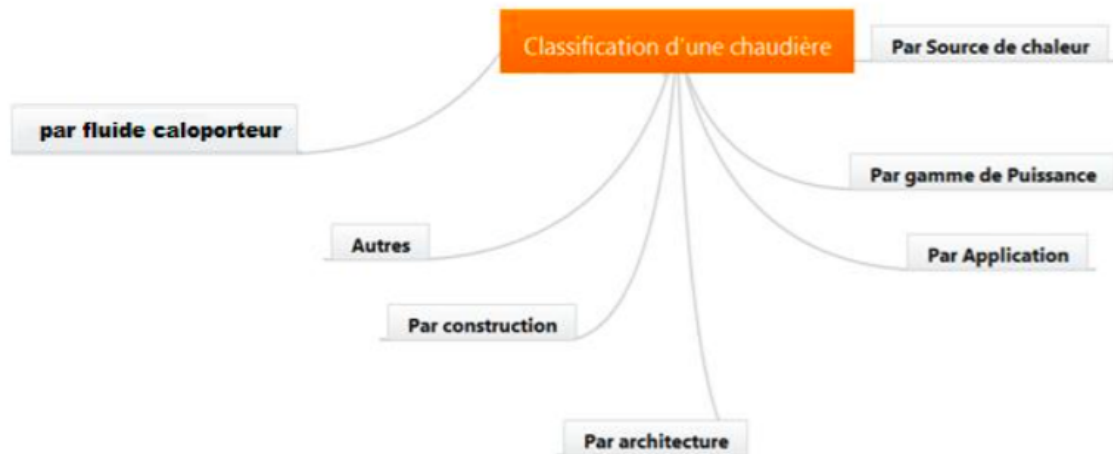 Classification d'une chaudière
Par Source de chaleur
par fluide caloporteur
Par gamme de Puissance
Autres
Par Application
Par construction
Par architecture